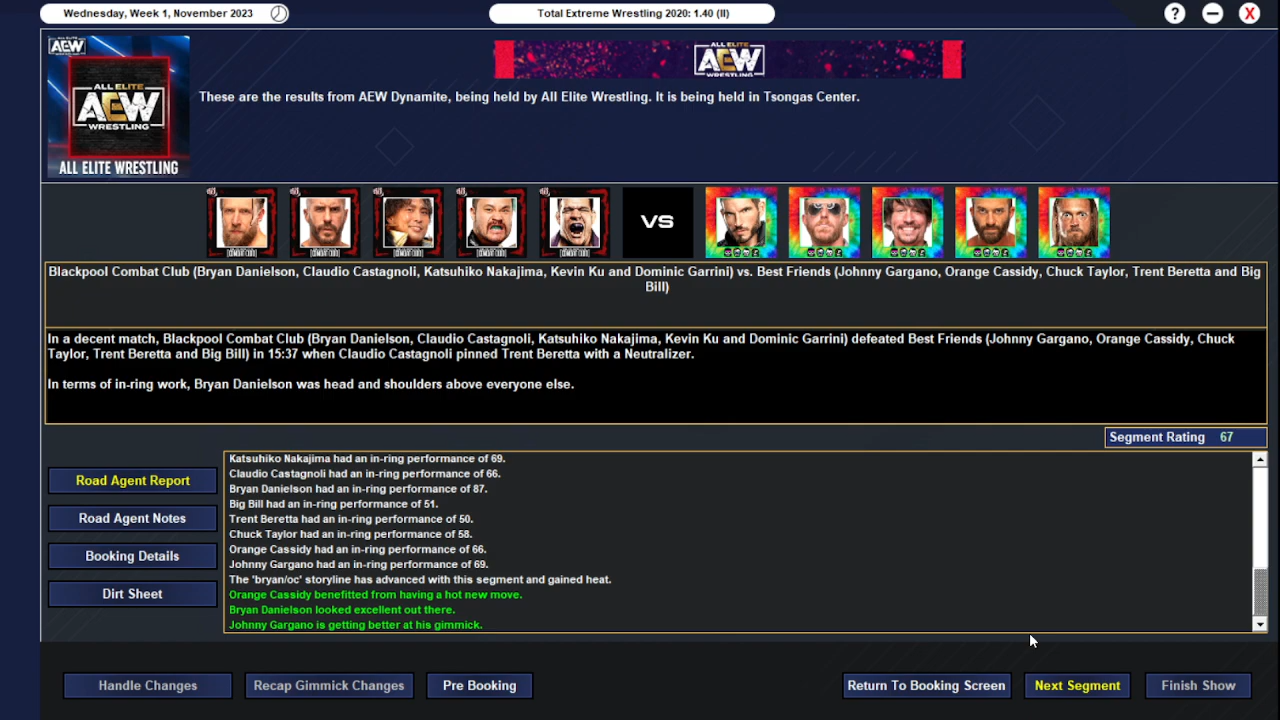 Wednesday, Week 1, November 2023
Total Extreme Wrestling 2020: 1.40 (II)
?
X
AEW
ALL ELITE
AEW
WRESTLING
ALL ELITE WRESTLING
ALL ELITE
AEW
WRESTLING
These are the results from AEW Dynamite, being held by All Elite Wrestling. It is being held in Tsongas Center.
VS
Blackpool Combat Club (Bryan Danielson, Claudio Castagnoli, Katsuhiko Nakajima, Kevin Ku and Dominic Garrini) vs. Best Friends (Johnny Gargano, Orange Cassidy, Chuck Taylor, Trent Beretta and Big
Bill)
In a decent match, Blackpool Combat Club (Bryan Danielson, Claudio Castagnoli, Katsuhiko Nakajima, Kevin Ku and Dominic Garrini) defeated Best Friends (Johnny Gargano, Orange Cassidy, Chuck
Taylor, Trent Beretta and Big Bill) in 15:37 when Claudio Castagnoli pinned Trent Beretta with a Neutralizer.
In terms of in-ring work, Bryan Danielson was head and shoulders above everyone else.
Segment Rating 67
Road Agent Report
Road Agent Notes
Booking Details
Dirt Sheet
Katsuhiko Nakajima had an in-ring performance of 69.
Claudio Castagnoli had an in-ring performance of 66.
Bryan Danielson had an in-ring performance of 87.
Big Bill had an in-ring performance of 51.
Trent Beretta had an in-ring performance of 50.
Chuck Taylor had an in-ring performance of 58.
Orange Cassidy had an in-ring performance of 66.
Johnny Gargano had an in-ring performance of 69.
The 'bryan/oc' storyline has advanced with this segment and gained heat.
Orange Cassidy benefitted from having a hot new move.
Bryan Danielson looked excellent out there.
Johnny Gargano is getting better at his gimmick.
Handle Changes
Recap Gimmick Changes
Pre Booking
Return To Booking Screen
Next Segment
Finish Show